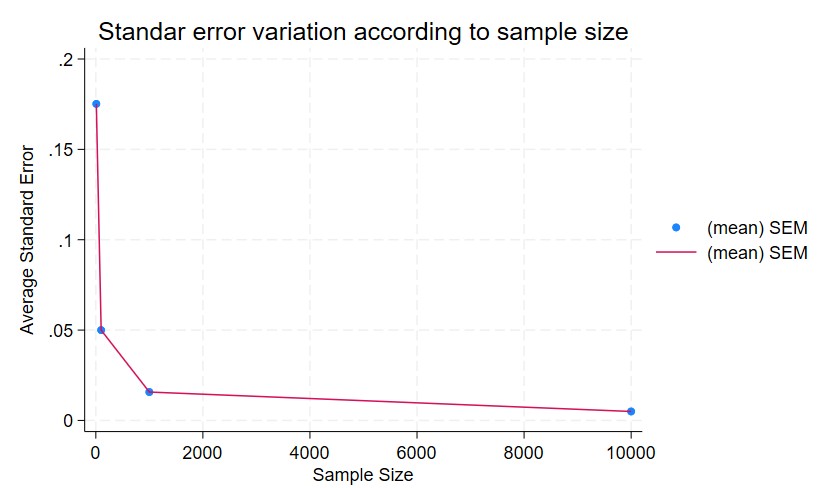 Standar error variation according to sample size
Average Standard Error
.2
.15
.1
.05
0
0 2000 4000 6000 8000 10000
Sample Size
(mean) SEM
(mean) SEM